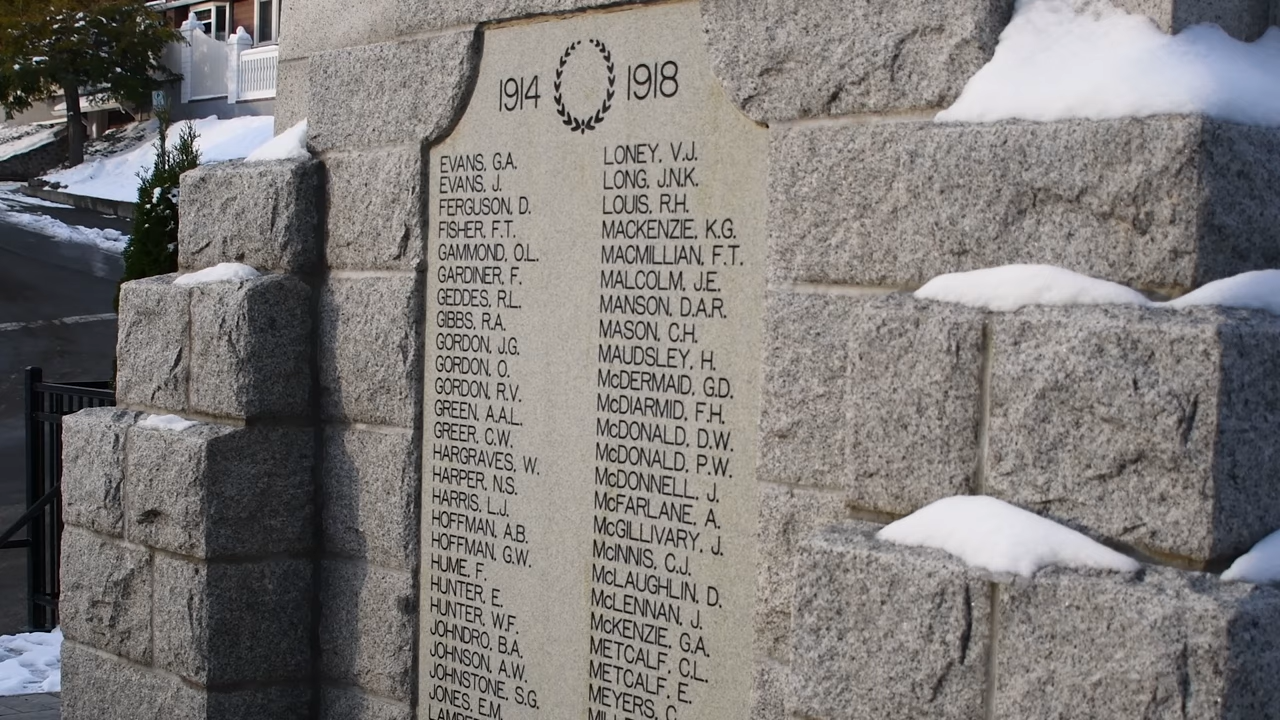 1914 1918
EVANS, G.A.
EVANS, J.
FERGUSON, D.
FISHER, F.T.
GAMMOND, O.L.
GARDINER, F.
GEDDES, R.L.
GIBBS, R.A.
GORDON, J.G.
GORDON, O.
GORDON, R.V.
GREEN, A.A.L.
GREER, C.W.
HARGRAVES, W.
HARPER, N.S.
HARRIS, L.J.
HOFFMAN, A.B.
HOFFMAN, G.W.
HUME, F.
HUNTER, E.
HUNTER, W.F.
JOHNDRO, B.A.
JOHNSON, A.W.
JOHNSTONE, S.G.
JONES, E.M.
LONEY, V.J.
LONG, J.N.K.
LOUIS, R.H.
MACKENZIE, K.G.
MACMILLIAN, F.T.
MALCOLM, J.E.
MANSON, D.A.R.
MASON, C.H.
MAUDSLEY, H.
McDERMAID, G.D.
McDIARMID, F.H.
McDONALD, D.W.
McDONALD, P.W.
McDONNELL, J.
McFARLANE, A.
McGILLIVARY, J.
McINNIS, C.J.
McLAUGHLIN, D.
McLENNAN, J.
McKENZIE, G.A.
METCALF, C.L.
METCALF, E.
MEYERS, C.